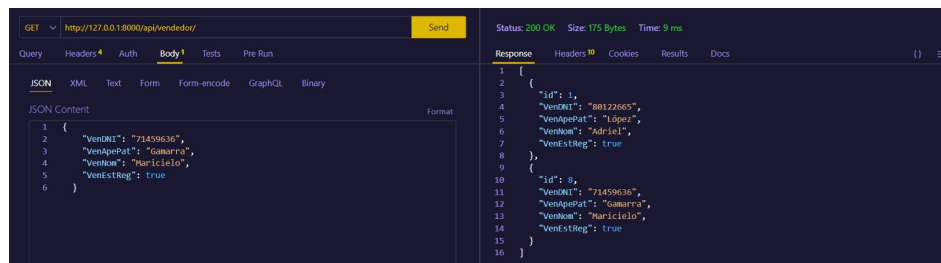 GET http://127.0.0.1:8000/api/vendedor/ Send
Query Headers 4 Auth Body 1 Tests Pre Run
JSON XML Text Form Form-encode GraphQL Binary
JSON Content Format
1 {
2 "VenDNI": "71459636",
3 "VenApePat": "Gamarra",
4 "VenNom": "Maricielo",
5 "VenEstReg": true
6 }
Status: 200 OK Size: 175 Bytes Time: 9 ms
Response Headers 10 Cookies Results Docs { }
1 [
2 {
3 "id": 1,
4 "VenDNI": "80122665",
5 "VenApePat": "López",
6 "VenNom": "Adriel",
7 "VenEstReg": true
8 },
9 {
10 "id": 8,
11 "VenDNI": "71459636",
12 "VenApePat": "Gamarra",
13 "VenNom": "Maricielo",
14 "VenEstReg": true
15 }
16 ]